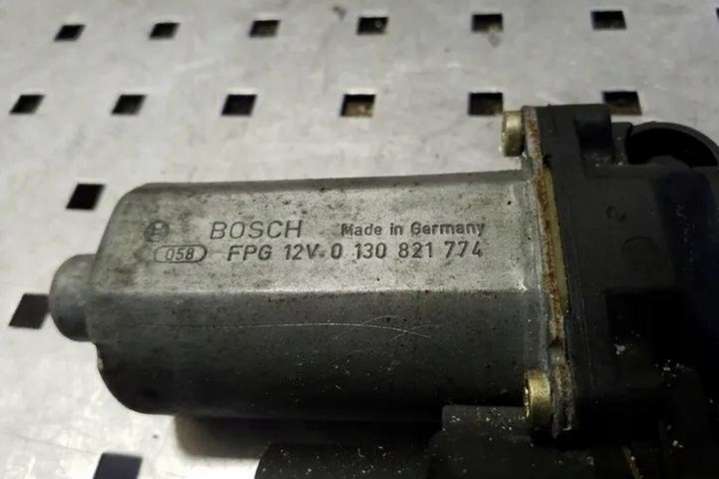 BOSCH Made in Germany
058 FPG 12V 0 130 821 774